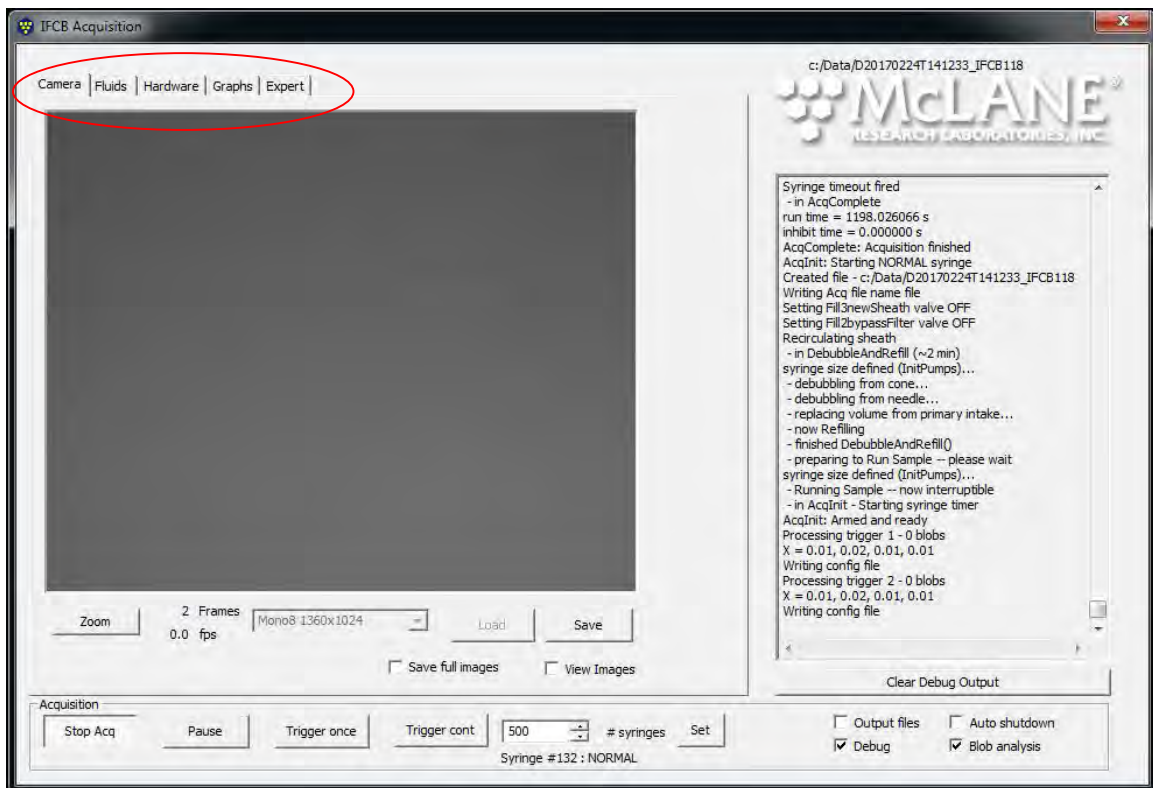 IFCB Acquisition
Camera Fluids Hardware Graphs Expert
c:/Data/D20170224T141233_IFCB118
McLANE®
RESEARCH LABORATORIES, INC.
Syringe timeout fired
- in AcqComplete
run time = 1198.026066 s
inhibit time = 0.000000 s
AcqComplete: Acquisition finished
AcqInit: Starting NORMAL syringe
Created file - c:/Data/D20170224T141233_IFCB118
Writing Acq file name file
Setting Fill3newSheath valve OFF
Setting Fill2bypassFilter valve OFF
Recirculating sheath
- in DebubbleAndRefill (~2 min)
syringe size defined (InitPumps)...
- debubbling from cone...
- debubbling from needle...
- replacing volume from primary intake...
- now Refilling
- finished DebubbleAndRefill()
- preparing to Run Sample -- please wait
syringe size defined (InitPumps)...
- Running Sample -- now interruptible
- in AcqInit - Starting syringe timer
AcqInit: Armed and ready
Processing trigger 1 - 0 blobs
X = 0.01, 0.02, 0.01, 0.01
Writing config file
Processing trigger 2 - 0 blobs
X = 0.01, 0.01, 0.01, 0.01
Writing config file
Zoom
2 Frames
0.0 fps
Mono8 1360x1024
Load
Save
Save full images
View Images
Clear Debug Output
Acquisition
Stop Acq
Pause
Trigger once
Trigger cont
500
# syringes
Set
Syringe #132 : NORMAL
Output files
Auto shutdown
Debug
Blob analysis